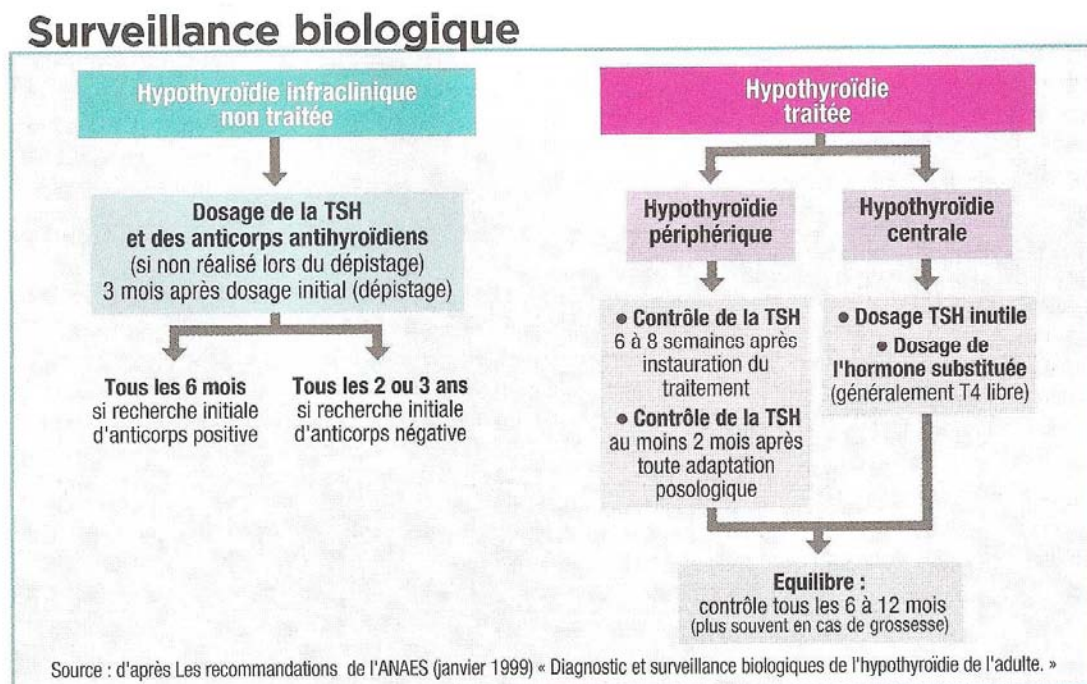 Surveillance biologique
Hypothyroïdie infraclinique
non traitée
Dosage de la TSH
et des anticorps antihyroïdiens
(si non réalisé lors du dépistage)
3 mois après dosage initial (dépistage)
Tous les 6 mois
si recherche initiale
d'anticorps positive
Tous les 2 ou 3 ans
si recherche initiale
d'anticorps négative
Hypothyroïdie
traitée
Hypothyroïdie
périphérique
• Contrôle de la TSH
6 à 8 semaines après
instauration du
traitement
• Contrôle de la TSH
au moins 2 mois après
toute adaptation
posologique
Hypothyroïdie
centrale
• Dosage TSH inutile
• Dosage de
l'hormone substituée
(généralement T4 libre)
Equilibre :
contrôle tous les 6 à 12 mois
(plus souvent en cas de grossesse)
Source : d'après Les recommandations de l'ANAES (janvier 1999) « Diagnostic et surveillance biologiques de l'hypothyroïdie de l'adulte. »